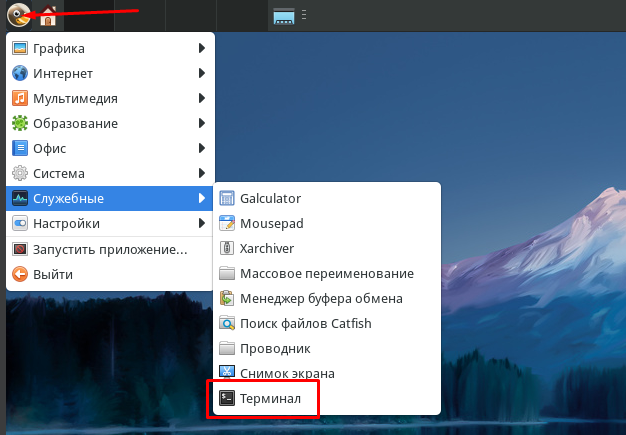 Графика
Интернет
Мультимедия
Образование
Офис
Система
Служебные
Настройки
Запустить приложение...
Выйти
Galculator
Mousepad
Xarchiver
Массовое переименование
Менеджер буфера обмена
Поиск файлов Catfish
Проводник
Снимок экрана
Терминал